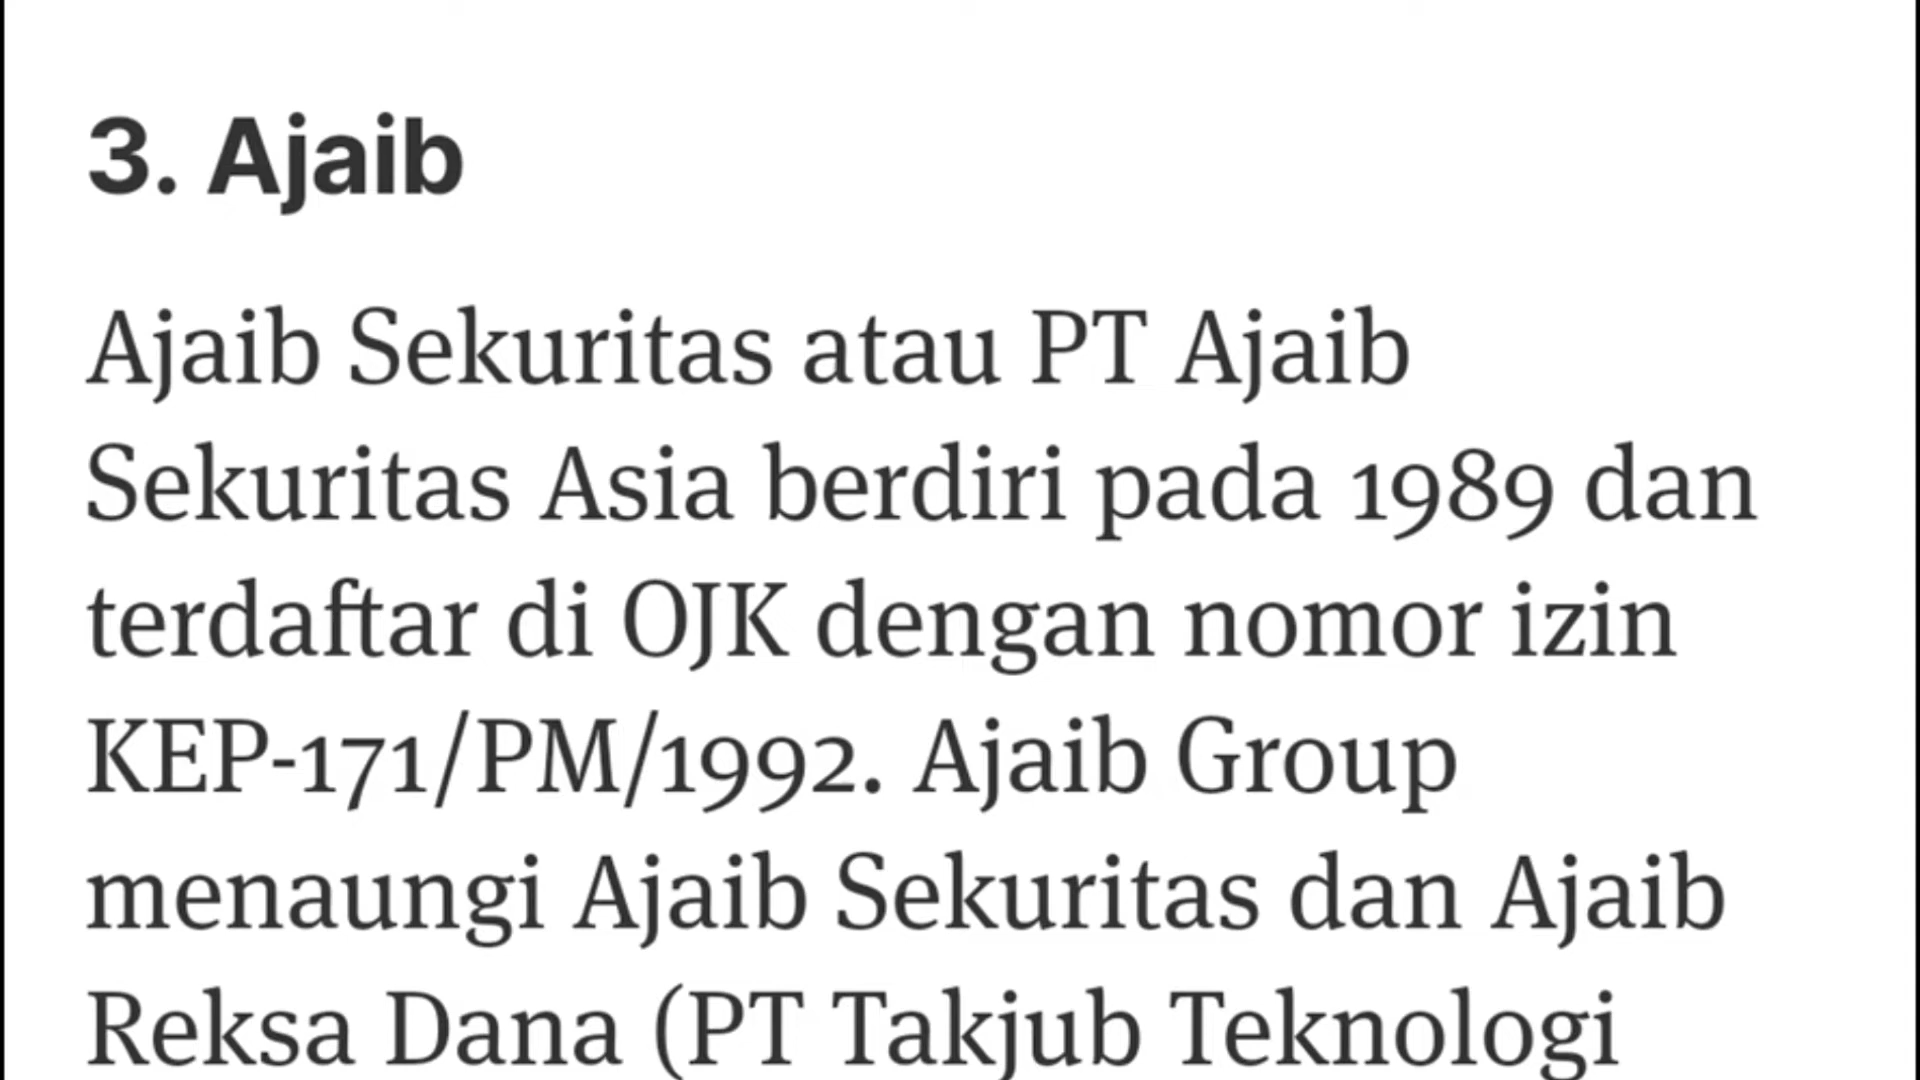 3. Ajaib
Ajaib Sekuritas atau PT Ajaib
Sekuritas Asia berdiri pada 1989 dan
terdaftar di OJK dengan nomor izin
KEP-171/PM/1992. Ajaib Group
menaungi Ajaib Sekuritas dan Ajaib
Reksa Dana (PT Takjub Teknologi